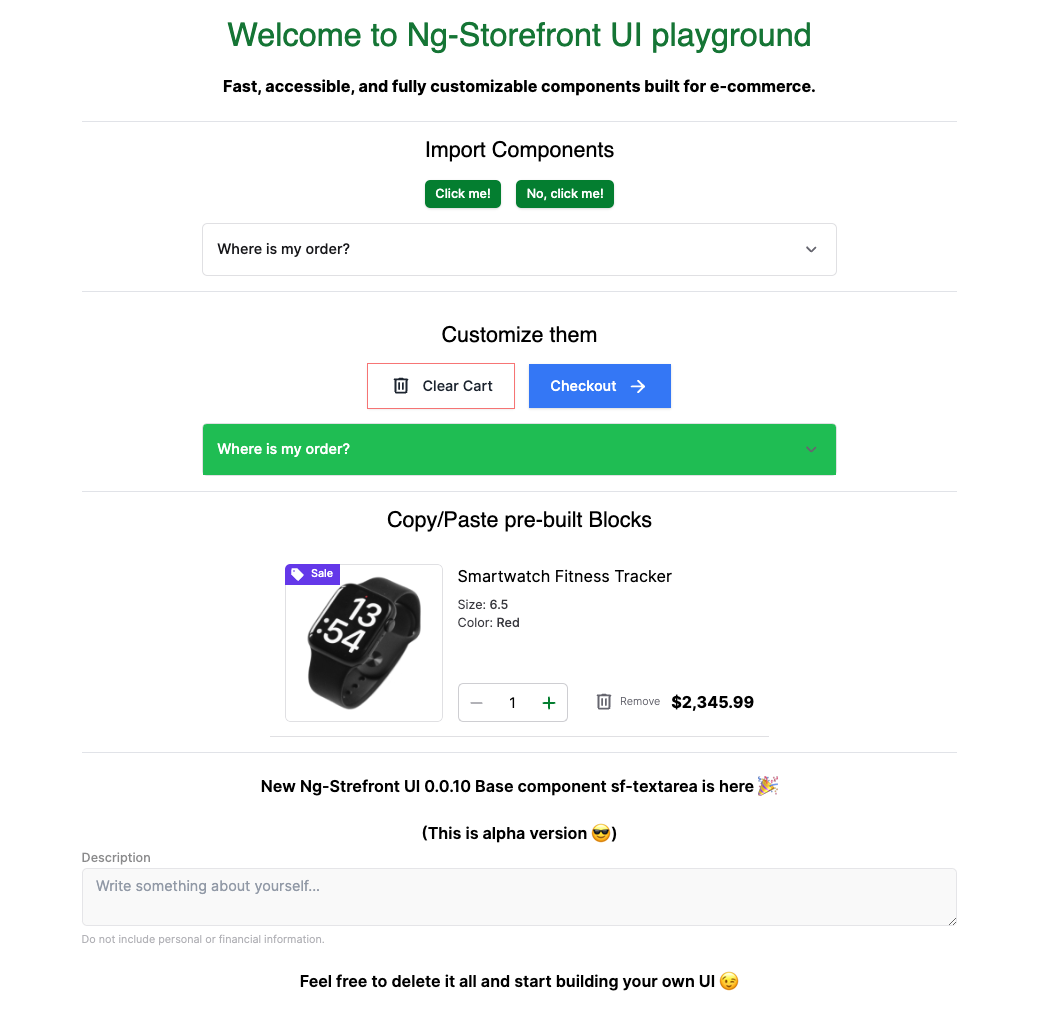 Welcome to Ng-Storefront UI playground
Fast, accessible, and fully customizable components built for e-commerce.
Import Components
Click me! No, click me!
Where is my order?
Customize them
Clear Cart Checkout
Where is my order?
Copy/Paste pre-built Blocks
Sale
13
:54
Smartwatch Fitness Tracker
Size: 6.5
Color: Red
1 Remove $2,345.99
New Ng-Strefront UI 0.0.10 Base component sf-textarea is here 🎉
(This is alpha version 😎)
Description
Write something about yourself...
Do not include personal or financial information.
Feel free to delete it all and start building your own UI 😉